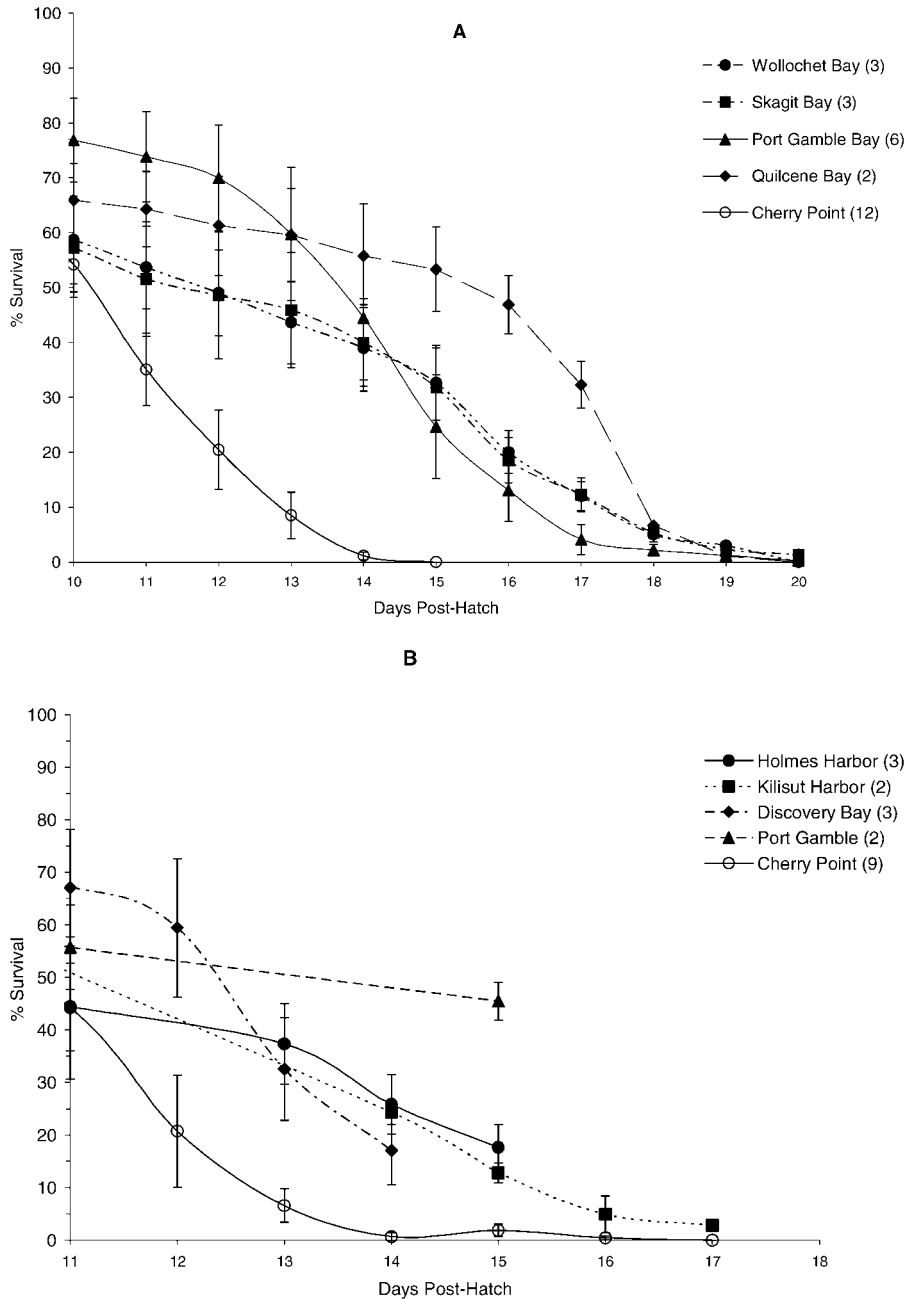 A
100
90
80
70
60
50
40
30
20
10
0
% Survival
10 11 12 13 14 15 16 17 18 19 20
Days Post-Hatch
Wollochet Bay (3)
Skagit Bay (3)
Port Gamble Bay (6)
Quilcene Bay (2)
Cherry Point (12)
B
100
90
80
70
60
50
40
30
20
10
0
% Survival
11 12 13 14 15 16 17 18
Days Post-Hatch
Holmes Harbor (3)
Kilisut Harbor (2)
Discovery Bay (3)
Port Gamble (2)
Cherry Point (9)